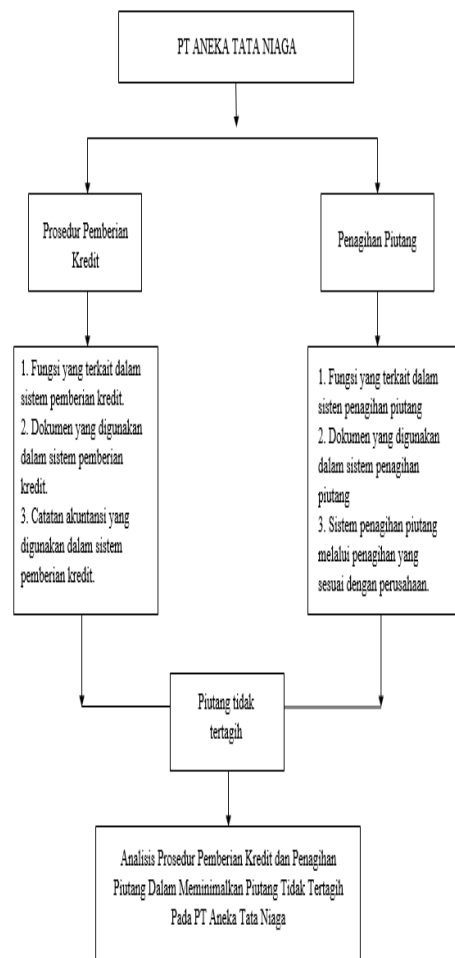 PT ANEKA TATA NIAGA
Prosedur Pemberian
Kredit
Penagihan Piutang
1. Fungsi yang terkait dalam
sistem pemberian kredit.
2. Dokumen yang digunakan
dalam sistem pemberian
kredit.
3. Catatan akuntansi yang
digunakan dalam sistem
pemberian kredit.
1. Fungsi yang terkait dalam
sisten penagihan piutang
2. Dokumen yang digunakan
dalam sistem penagihan
piutang
3. Sistem penagihan piutang
melalui penagihan yang
sesuai dengan perusahaan.
Piutang tidak
tertagih
Analisis Prosedur Pemberian Kredit dan Penagihan
Piutang Dalam Meminimalkan Piutang Tidak Tertagih
Pada PT Aneka Tata Niaga